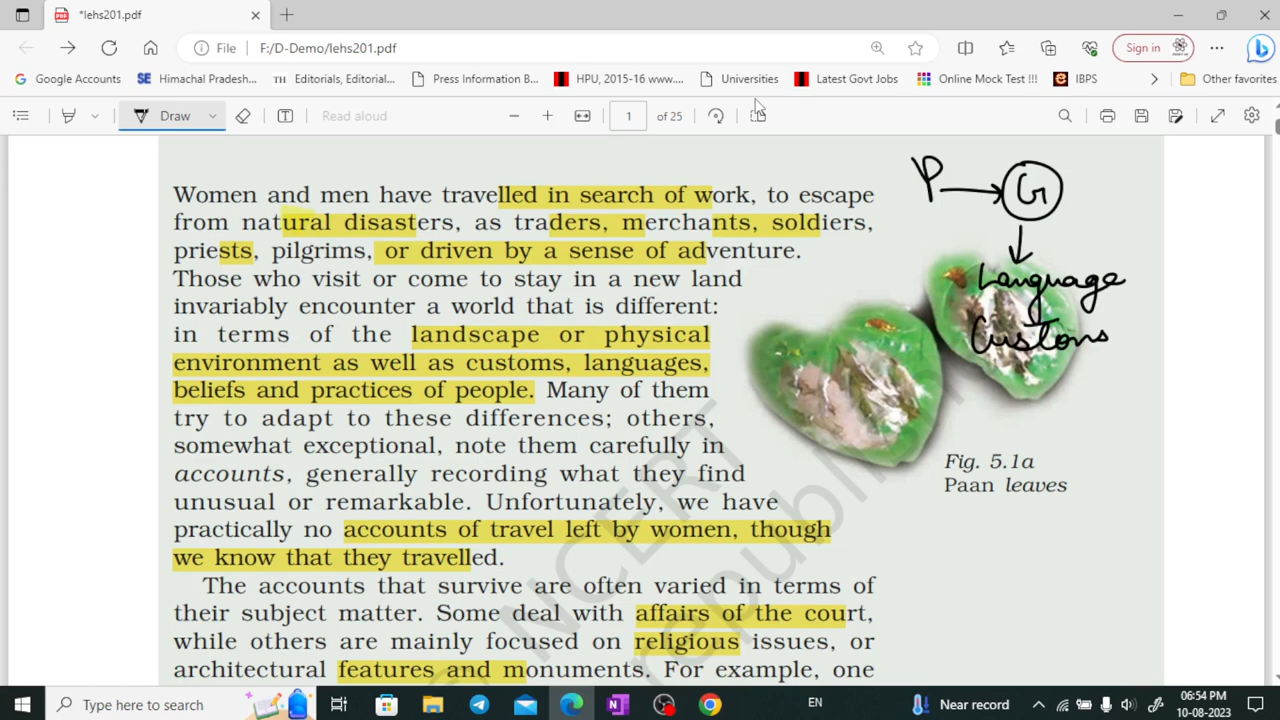 *lehs201.pdf
File F:/D-Demo/lehs201.pdf Sign in
Google Accounts SE Himachal Pradesh... TH Editorials, Editorial... Press Information B... HPU, 2015-16 www.... Universities Latest Govt Jobs Online Mock Test !!! IBPS Other favorites
Draw Read aloud 1 of 25
Women and men have travelled in search of work, to escape
from natural disasters, as traders, merchants, soldiers,
priests, pilgrims, or driven by a sense of adventure.
Those who visit or come to stay in a new land
invariably encounter a world that is different:
in terms of the landscape or physical
environment as well as customs, languages,
beliefs and practices of people. Many of them
try to adapt to these differences; others,
somewhat exceptional, note them carefully in
accounts, generally recording what they find
unusual or remarkable. Unfortunately, we have
practically no accounts of travel left by women, though
we know that they travelled.
The accounts that survive are often varied in terms of
their subject matter. Some deal with affairs of the court,
while others are mainly focused on religious issues, or
architectural features and monuments. For example, one
P G
Language
Customs
Fig. 5.1a
Paan leaves
© NCERT
republished
Type here to search EN Near record 06:54 PM
10-08-2023